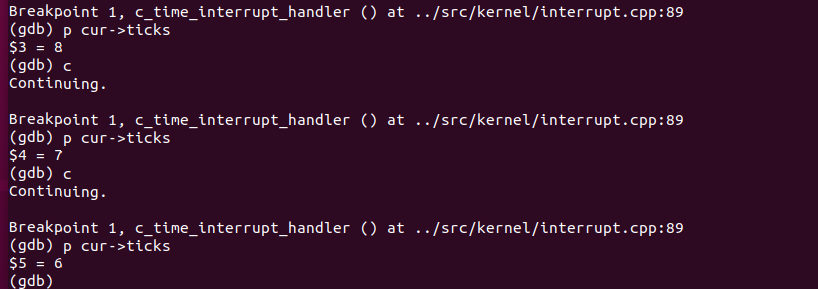 Breakpoint 1, c_time_interrupt_handler () at ../src/kernel/interrupt.cpp:89
(gdb) p cur->ticks
$3 = 8
(gdb) c
Continuing.

Breakpoint 1, c_time_interrupt_handler () at ../src/kernel/interrupt.cpp:89
(gdb) p cur->ticks
$4 = 7
(gdb) c
Continuing.

Breakpoint 1, c_time_interrupt_handler () at ../src/kernel/interrupt.cpp:89
(gdb) p cur->ticks
$5 = 6
(gdb)